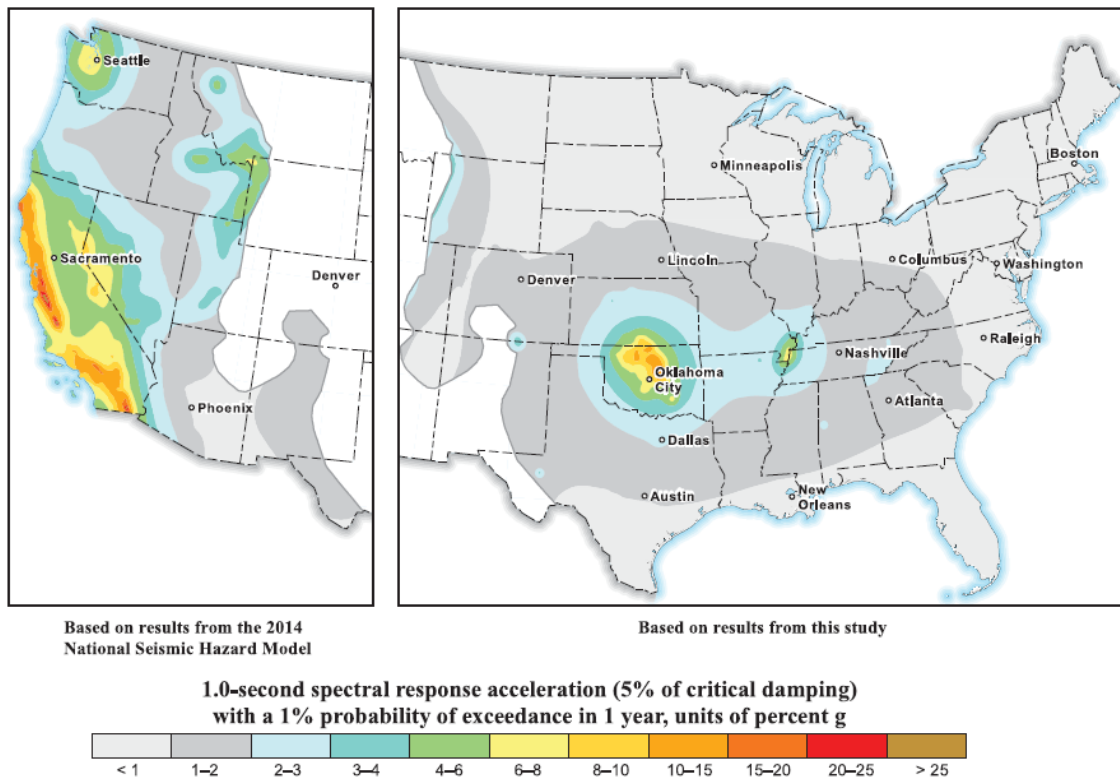 Seattle
Sacramento
Denver
Phoenix
Minneapolis
Boston
Lincoln
Columbus
Washington
Denver
Nashville
Raleigh
Oklahoma
City
Atlanta
Dallas
Austin
New
Orleans
Based on results from the 2014
National Seismic Hazard Model
Based on results from this study
1.0-second spectral response acceleration (5% of critical damping)
with a 1% probability of exceedance in 1 year, units of percent g
< 1 1–2 2–3 3–4 4–6 6–8 8–10 10–15 15–20 20–25 > 25